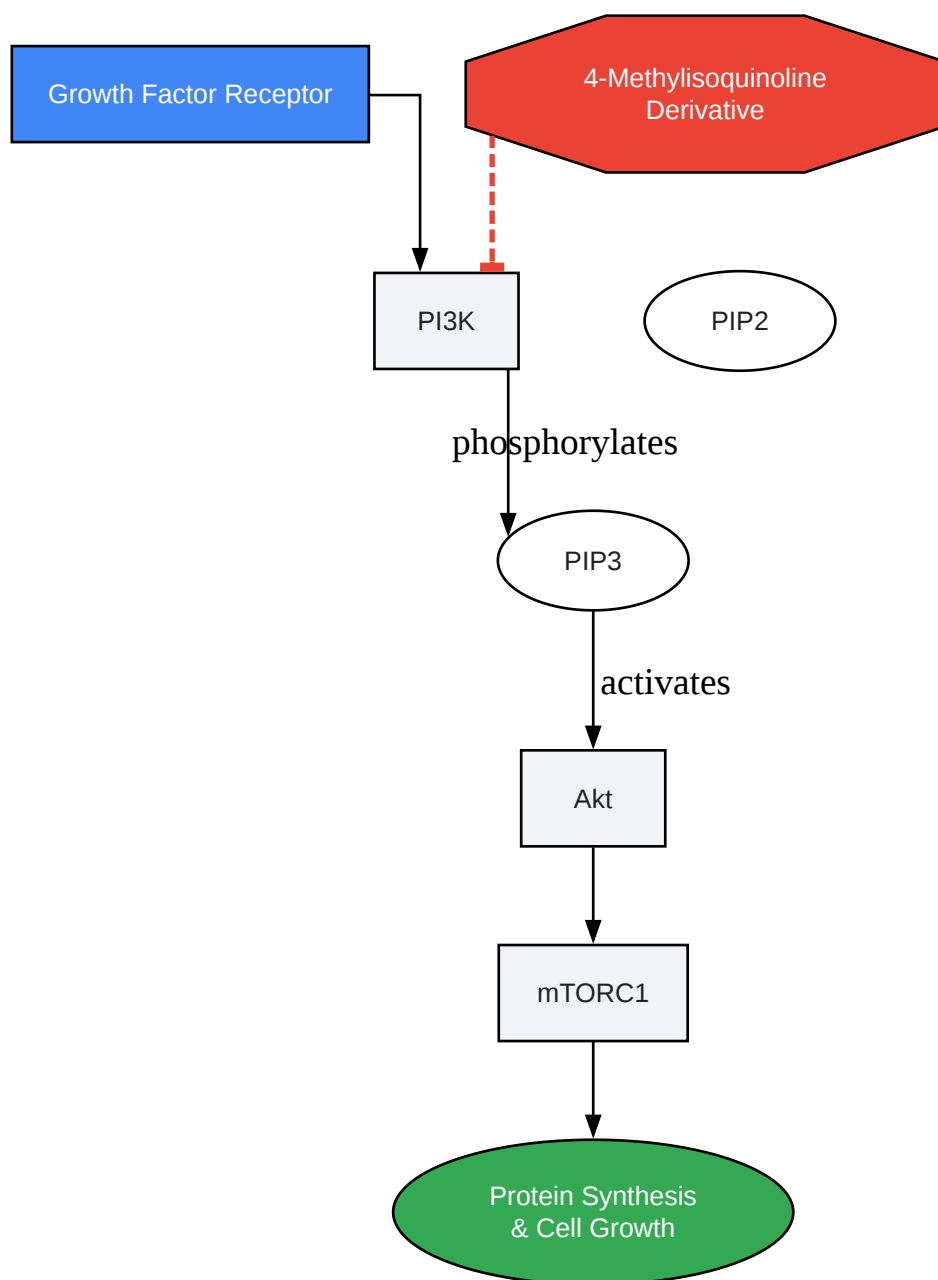 Growth Factor Receptor
4-Methylisoquinoline
Derivative
PI3K
PIP2
phosphorylates
PIP3
activates
Akt
mTORC1
Protein Synthesis
& Cell Growth